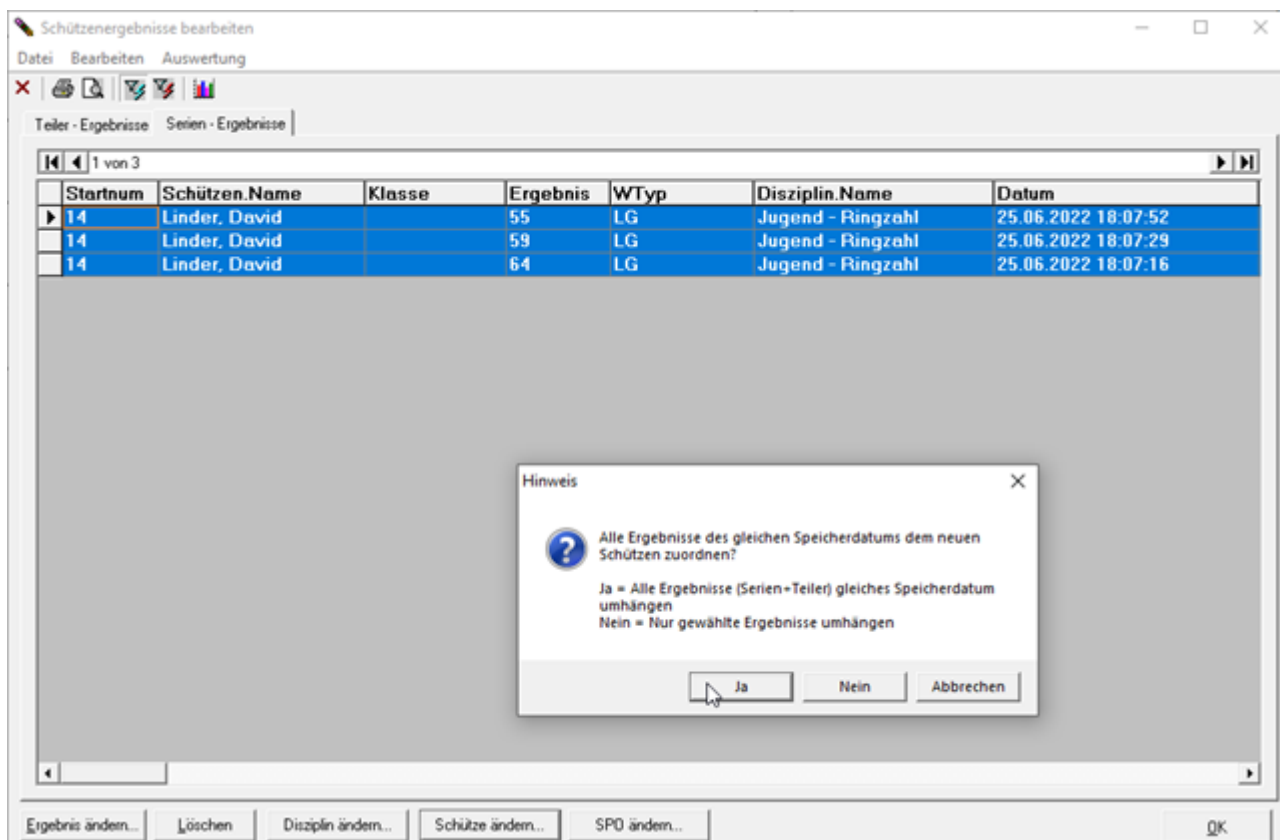 Schützenergebnisse bearbeiten
Datei Bearbeiten Auswertung
Teiler - Ergebnisse Serien - Ergebnisse
1 von 3
Startnum Schützen.Name Klasse Ergebnis WTyp Disziplin.Name Datum
14 Linder, David 55 LG Jugend - Ringzahl 25.06.2022 18:07:52
14 Linder, David 59 LG Jugend - Ringzahl 25.06.2022 18:07:29
14 Linder, David 64 LG Jugend - Ringzahl 25.06.2022 18:07:16
Hinweis
Alle Ergebnisse des gleichen Speicherdatums dem neuen
Schützen zuordnen?
Ja = Alle Ergebnisse (Serien+Teiler) gleiches Speicherdatum
umhängen
Nein = Nur gewählte Ergebnisse umhängen
Ja Nein Abbrechen
Ergebnis ändern... Löschen Disziplin ändern... Schütze ändern... SPO ändern... OK